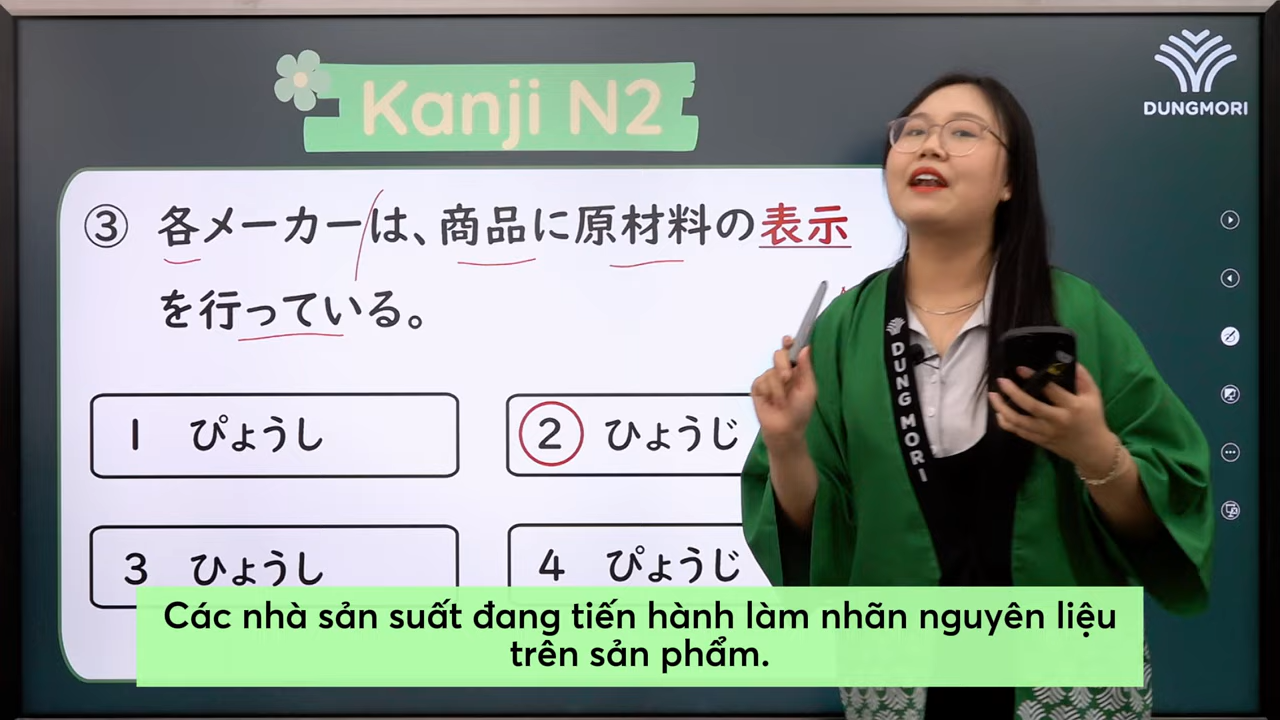 Kanji N2
DUNGMORI
③ 各メーカーは、商品に原材料の表示
を行っている。
1 ぴょうし
2 ひょうじ
3 ひょうし
4 ぴょうじ
DUNG MORI
Các nhà sản suất đang tiến hành làm nhãn nguyên liệu
trên sản phẩm.